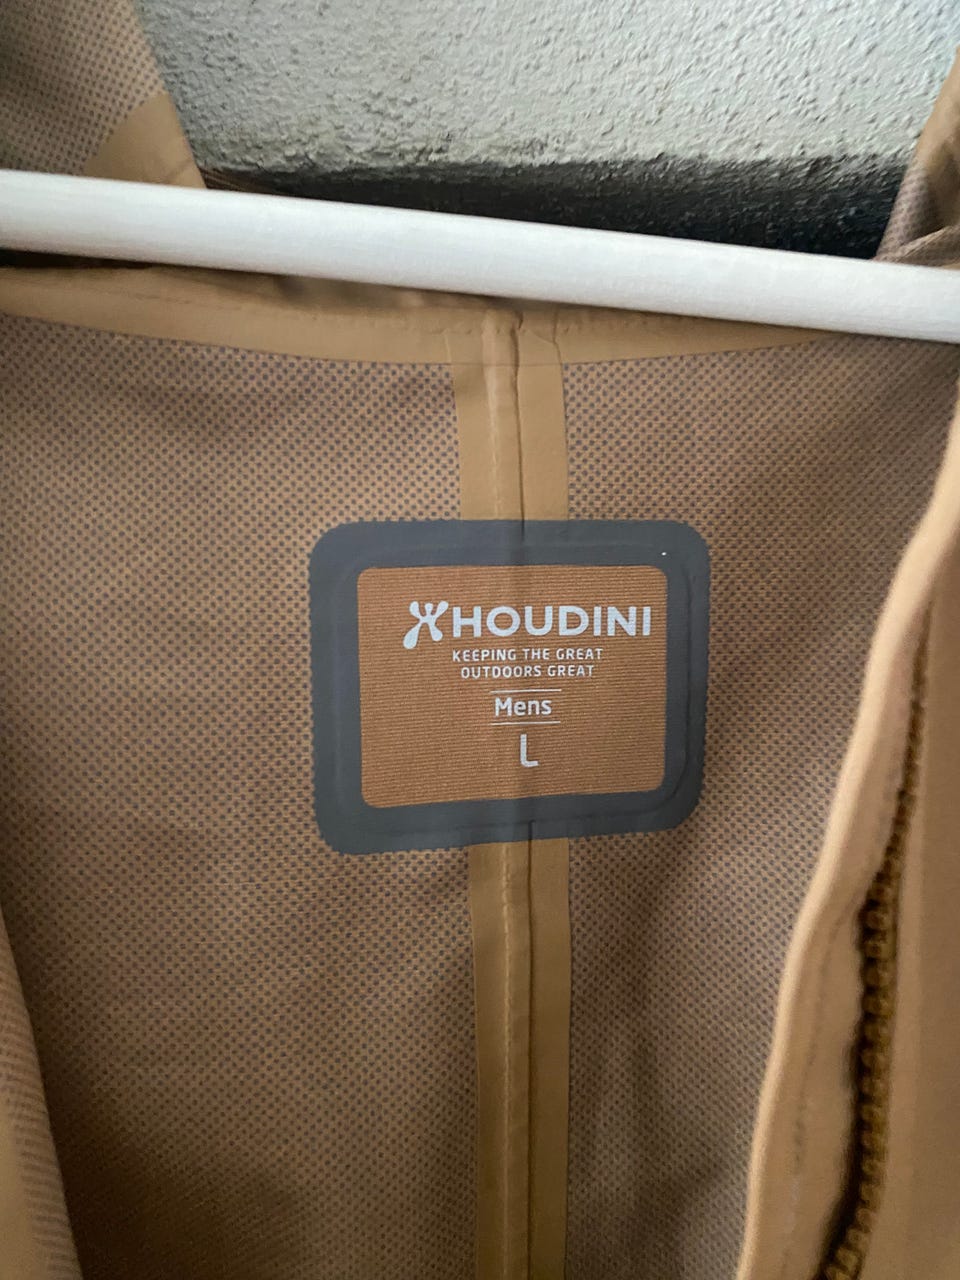 HOUDINI
KEEPING THE GREAT
OUTDOORS GREAT
Mens
L